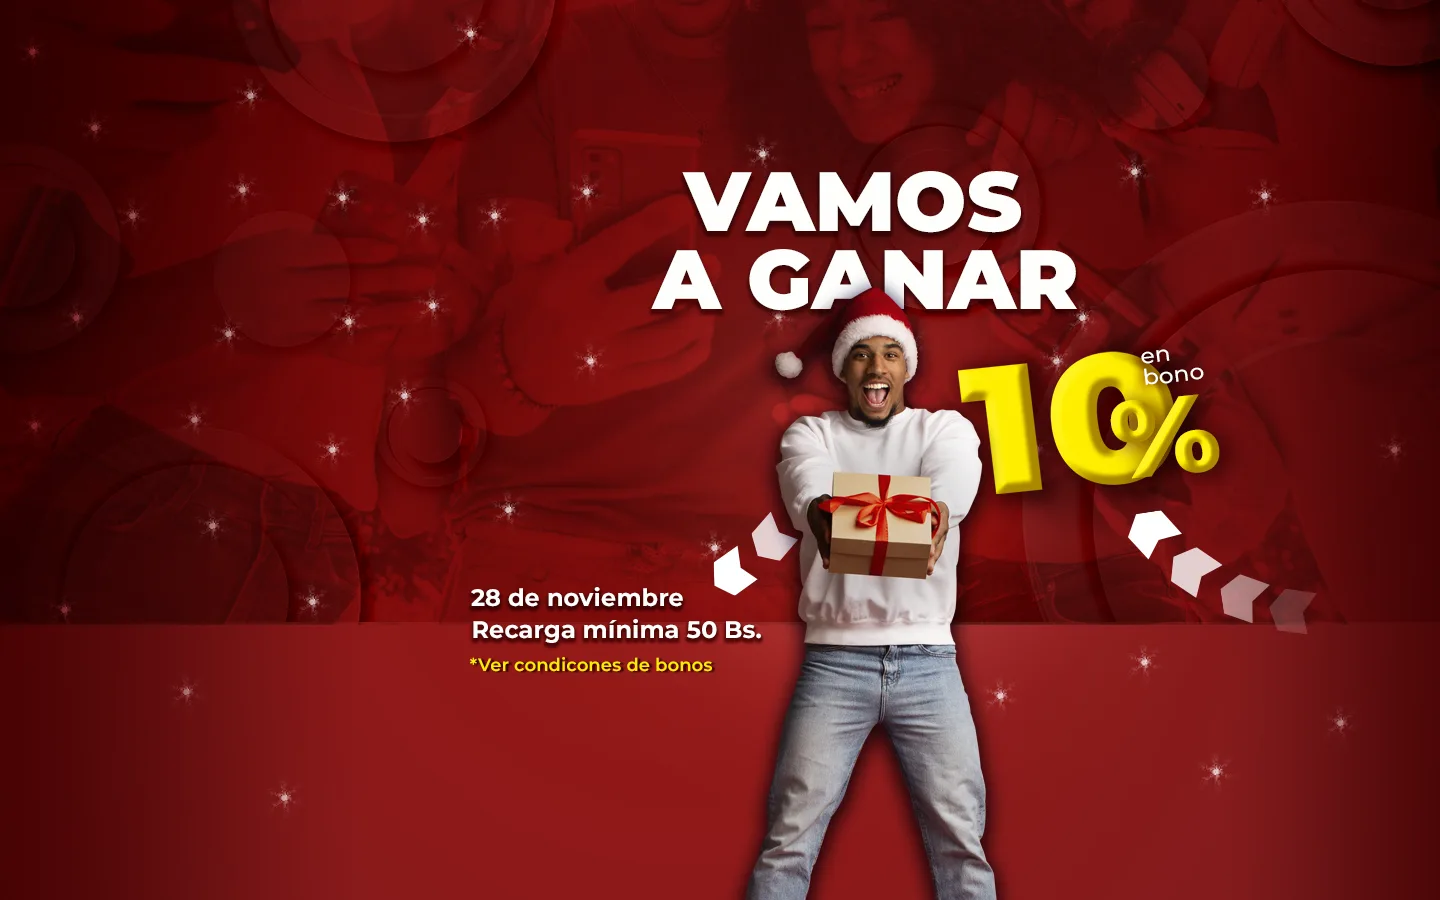 VAMOS
A GANAR
10%
en
bono
28 de noviembre
Recarga mínima 50 Bs.
*Ver condicones de bonos